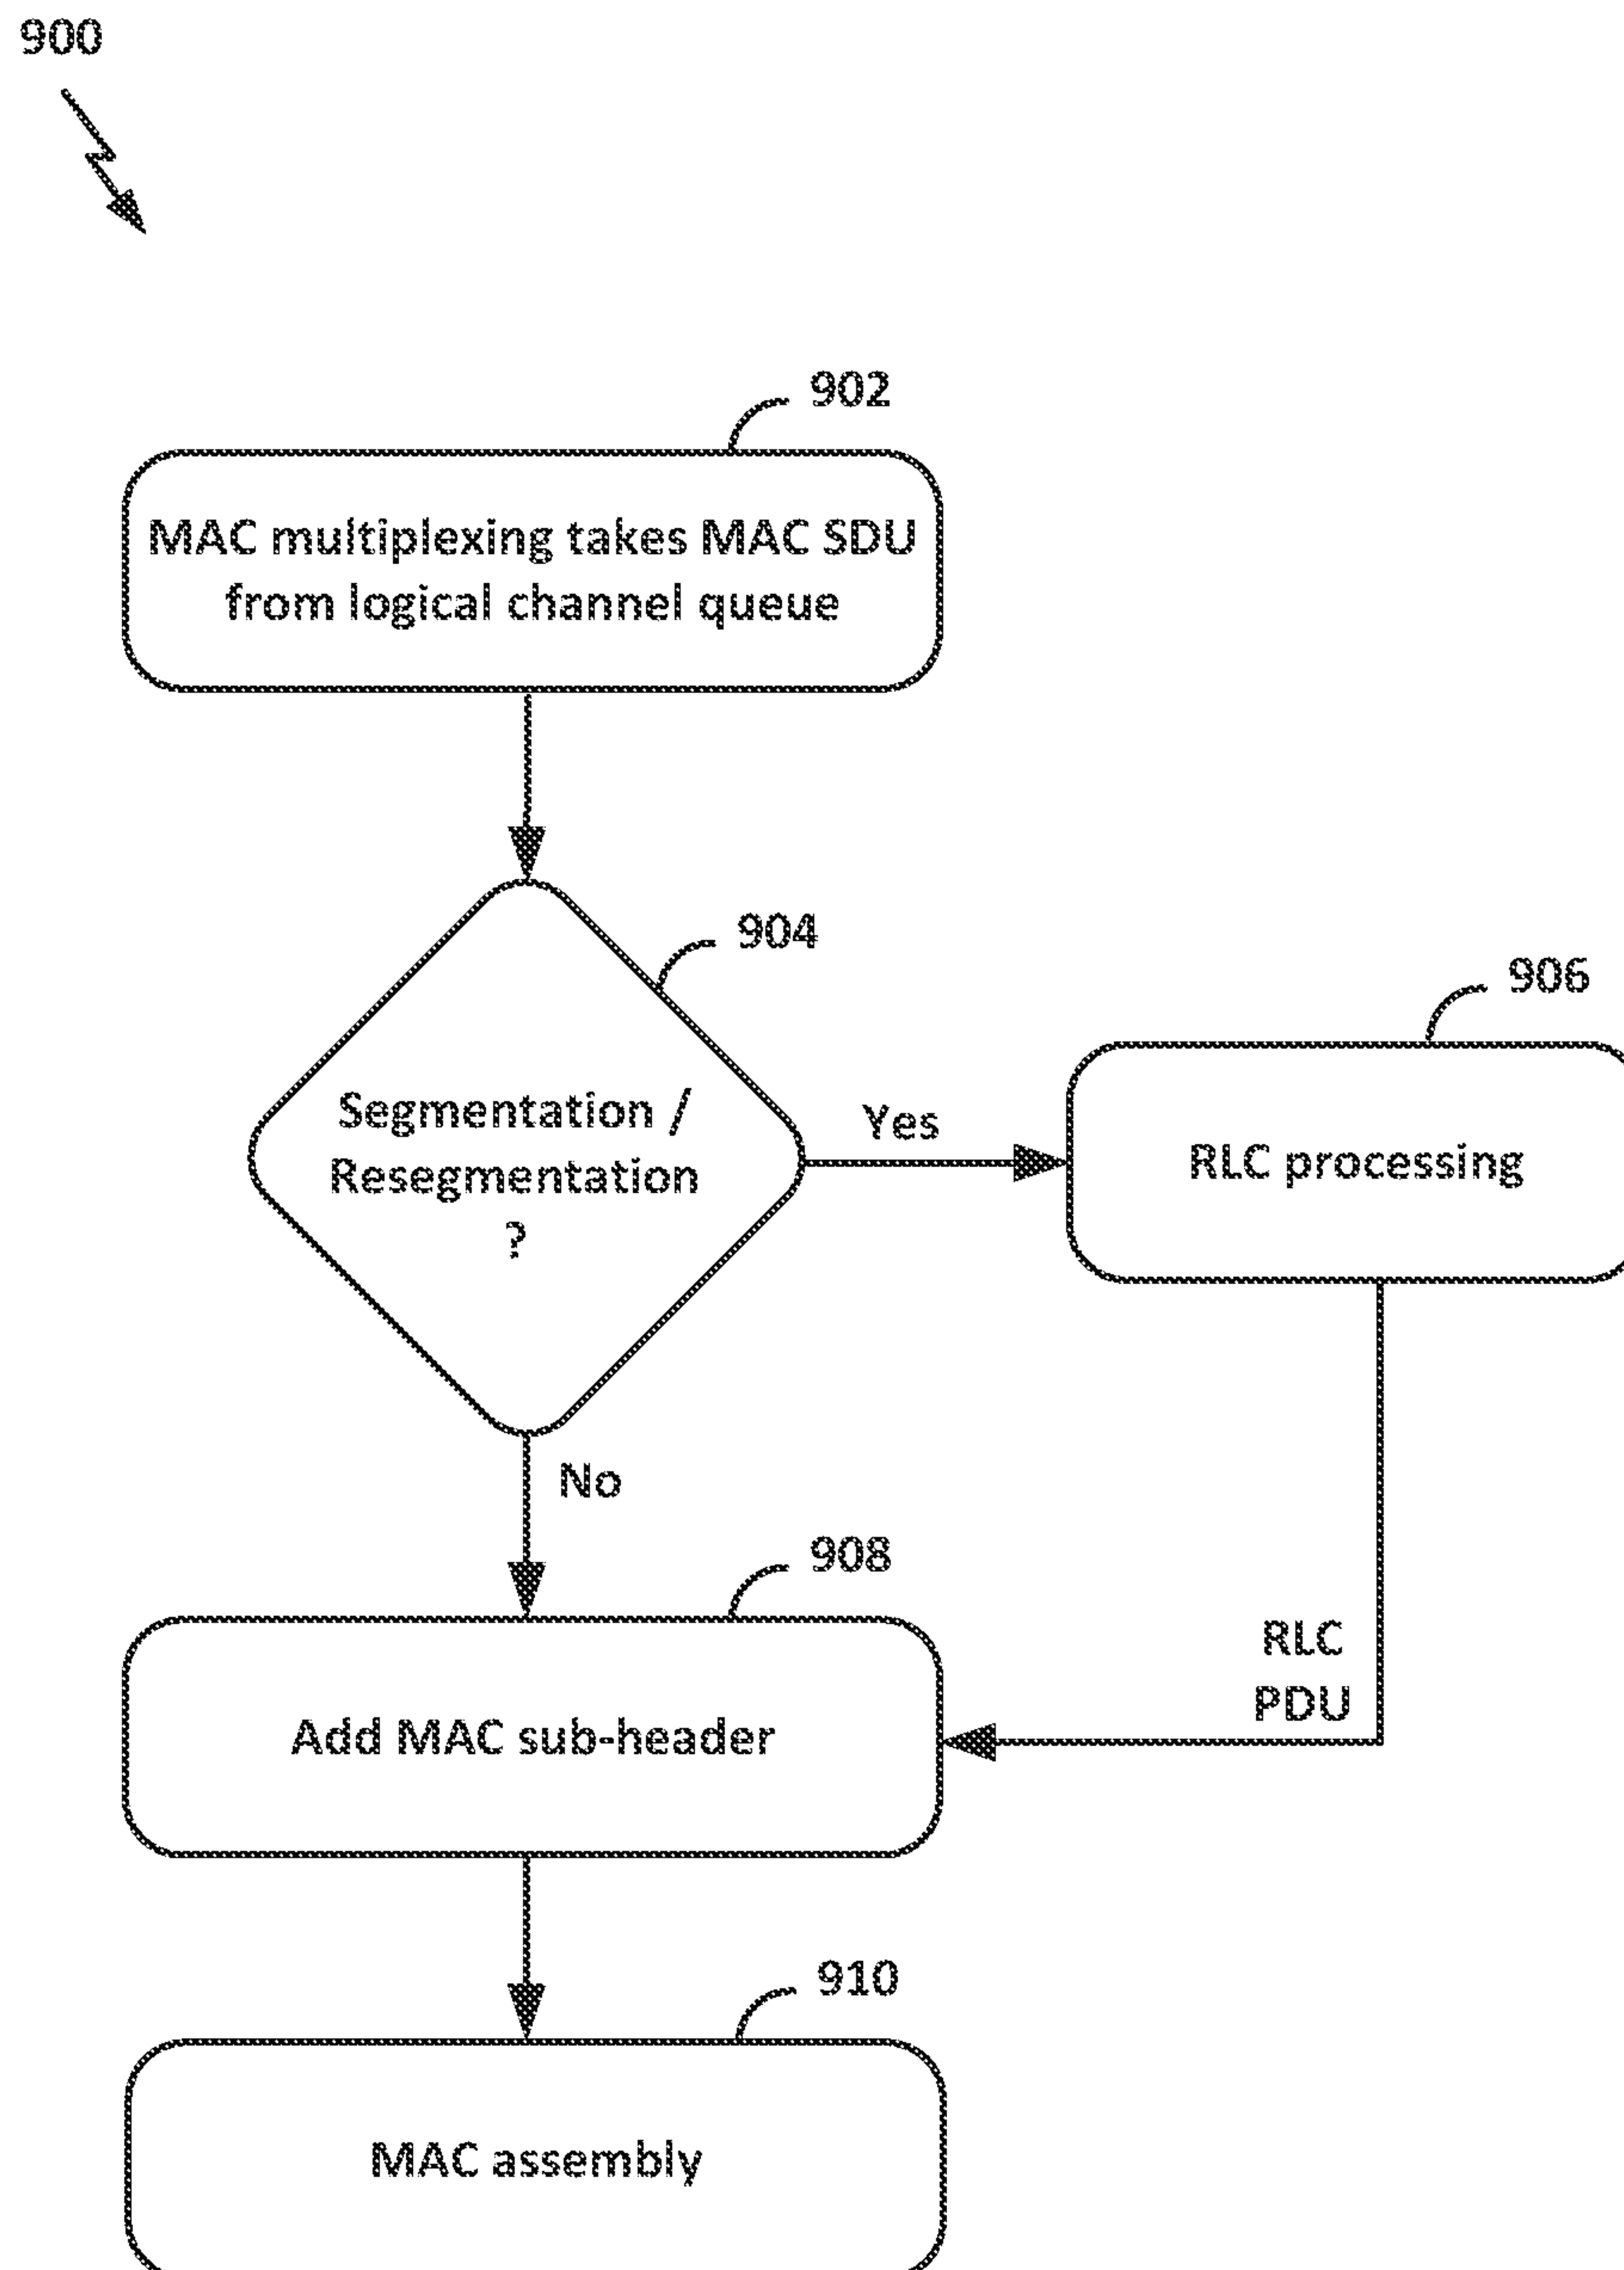 900
902
MAC multiplexing takes MAC SDU
from logical channel queue
904
Segmentation /
Resegmentation
?
Yes
906
RLC processing
No
908
RLC
PDU
Add MAC sub-header
910
MAC assembly